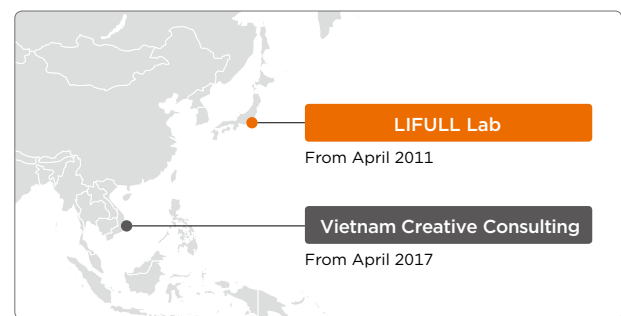 LIFULL Lab
From April 2011
Vietnam Creative Consulting
From April 2017